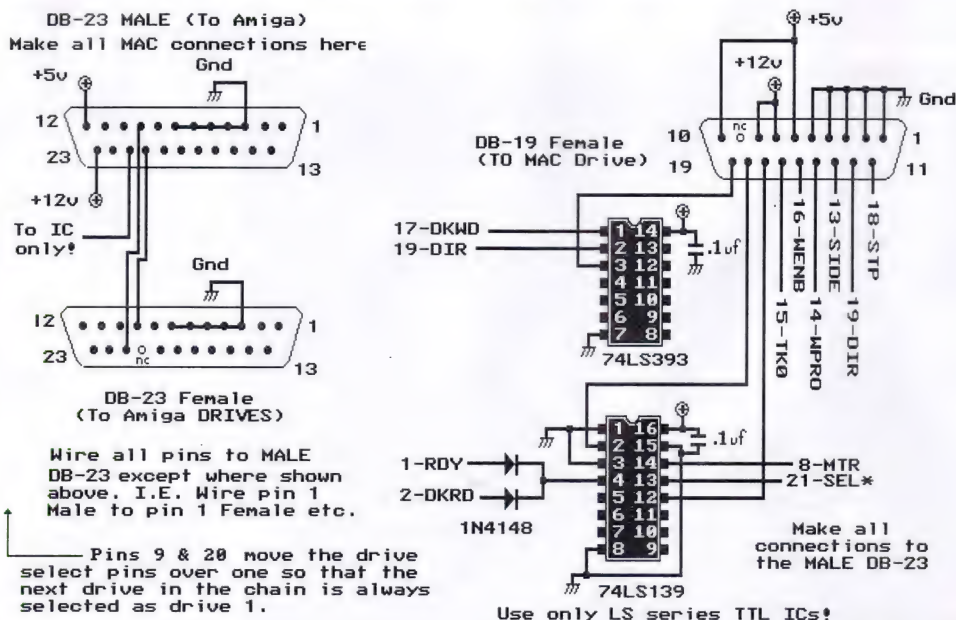 DB-23 MALE (To Amiga)
Make all MAC connections here
+5v
Gnd
12
1
23
13
+12v
To IC
only!
Gnd
12
1
23
nc
13
DB-23 Female
(To Amiga DRIVES)
Wire all pins to MALE
DB-23 except where shown
above. I.E. Wire pin 1
Male to pin 1 Female etc.
Pins 9 & 20 move the drive
select pins over one so that the
next drive in the chain is always
selected as drive 1.
+5v
+12v
Gnd
DB-19 Female
(TO MAC Drive)
10
nc
1
19
11
17-DKWD
19-DIR
1 14
2 13
3 12
4 11
5 10
6 9
7 8
.1uf
74LS393
15-TK0
16-WENB
14-WPRO
13-SIDE
19-DIR
18-STP
1-RDY
2-DKRD
1N4148
1 16
2 15
3 14
4 13
5 12
6 11
7 10
8 9
.1uf
8-MTR
21-SEL*
74LS139
Make all
connections to
the MALE DB-23
Use only LS series TTL ICs!